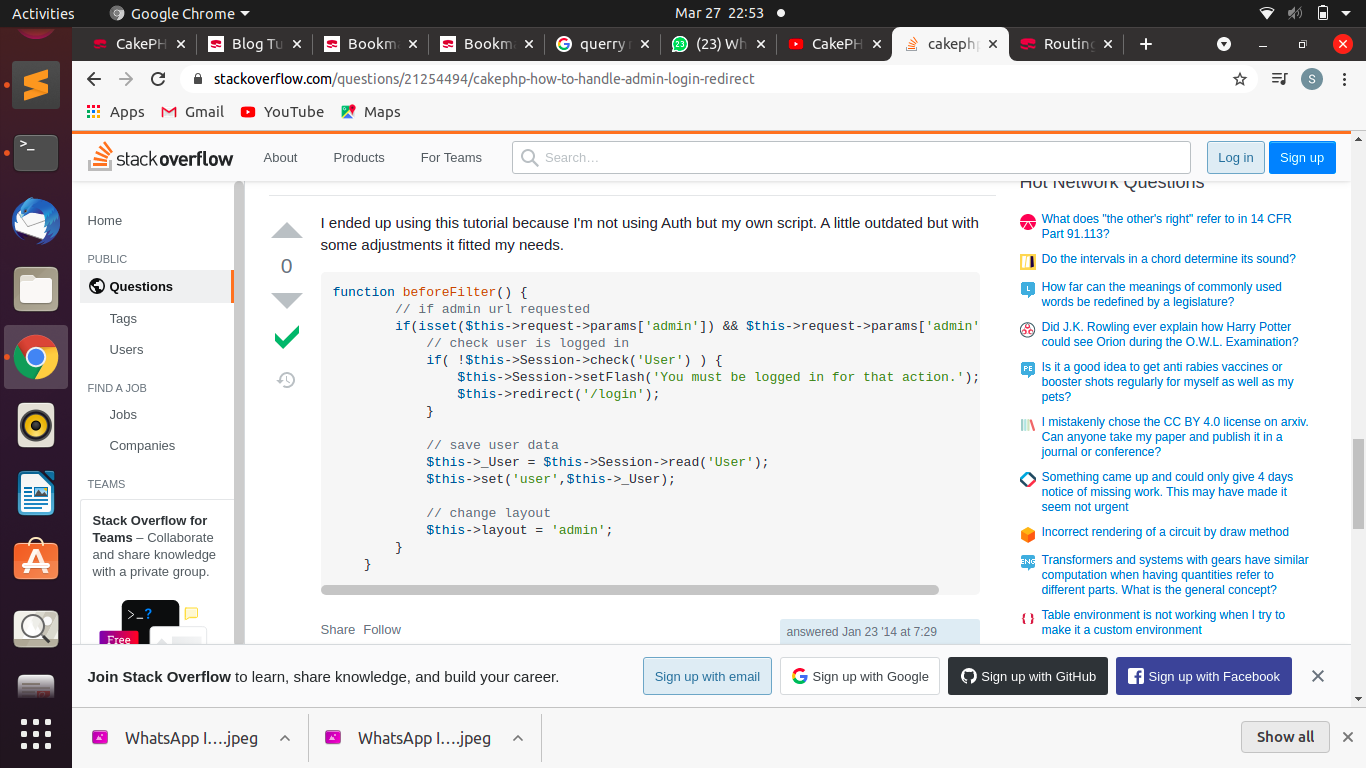 Activities
Google Chrome
Mar 27 22:53
CakePH
Blog Tu
Bookm
Bookm
querry
(23) Wh
CakePH
cakeph
Routing
stackoverflow.com/questions/21254494/cakephp-how-to-handle-admin-login-redirect
S
Apps
Gmail
YouTube
Maps
stackoverflow
About
Products
For Teams
Search…
Log in
Sign up
Home
PUBLIC
Questions
Tags
Users
FIND A JOB
Jobs
Companies
TEAMS
Stack Overflow for
Teams – Collaborate
and share knowledge
with a private group.
>_?
Free
I ended up using this tutorial because I'm not using Auth but my own script. A little outdated but with
some adjustments it fitted my needs.
0
function beforeFilter() {
// if admin url requested
if(isset($this->request->params['admin']) && $this->request->params['admin'
// check user is logged in
if( !$this->Session->check('User') ) {
$this->Session->setFlash('You must be logged in for that action.');
$this->redirect('/login');
}
// save user data
$this->_User = $this->Session->read('User');
$this->set('user',$this->_User);
// change layout
$this->layout = 'admin';
}
}
Share Follow
answered Jan 23 '14 at 7:29
Hot Network Questions
What does "the other's right" refer to in 14 CFR
Part 91.113?
Do the intervals in a chord determine its sound?
L
How far can the meanings of commonly used
words be redefined by a legislature?
Did J.K. Rowling ever explain how Harry Potter
could see Orion during the O.W.L. Examination?
PE
Is it a good idea to get anti rabies vaccines or
booster shots regularly for myself as well as my
pets?
I mistakenly chose the CC BY 4.0 license on arxiv.
Can anyone take my paper and publish it in a
journal or conference?
Something came up and could only give 4 days
notice of missing work. This may have made it
seem not urgent
Incorrect rendering of a circuit by draw method
ENG
Transformers and systems with gears have similar
computation when having quantities refer to
different parts. What is the general concept?
Table environment is not working when I try to
make it a custom environment
Join Stack Overflow to learn, share knowledge, and build your career.
Sign up with email
Sign up with Google
Sign up with GitHub
Sign up with Facebook
WhatsApp I….jpeg
WhatsApp I….jpeg
Show all